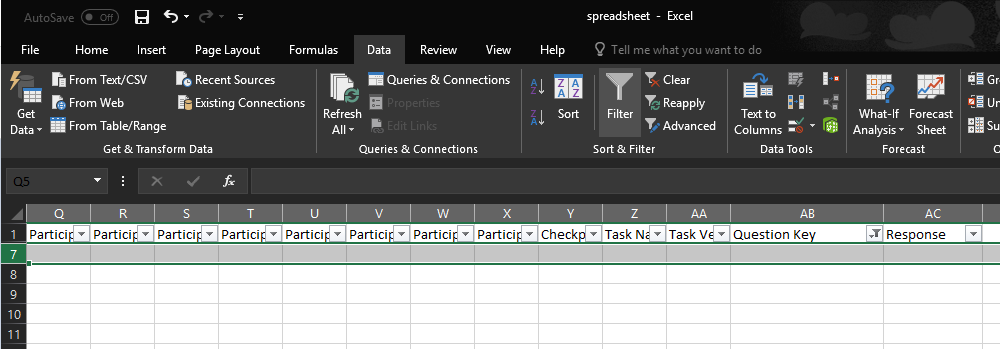 AutoSave Off spreadsheet - Excel
File Home Insert Page Layout Formulas Data Review View Help Tell me what you want to do
Get Data
From Text/CSV
From Web
From Table/Range
Recent Sources
Existing Connections
Get & Transform Data
Refresh All
Queries & Connections
Properties
Edit Links
Queries & Connections
Sort
Filter
Clear
Reapply
Advanced
Sort & Filter
Text to Columns
Data Tools
What-If Analysis
Forecast Sheet
Forecast
Q5 fx
Q R S T U V W X Y Z AA AB AC
1 Particip Particip Particip Particip Particip Particip Particip Particip Checkp Task Na Task Ve Question Key Response
7
8
9
10
11